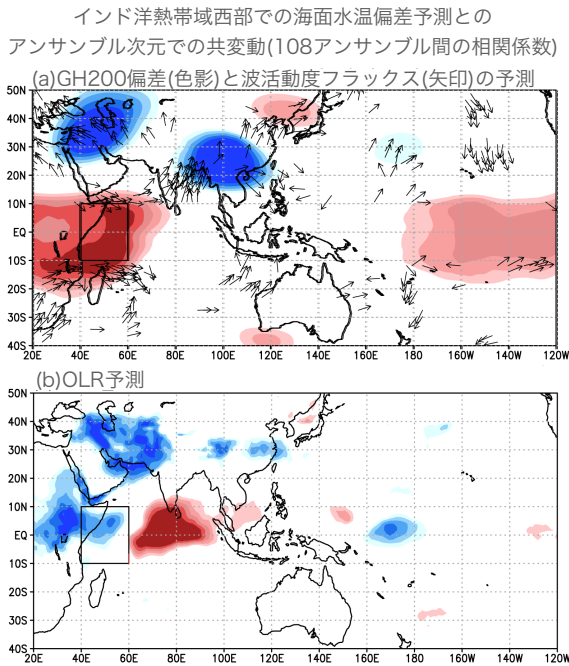 インド洋熱帯域西部での海面水温偏差予測との
アンサンブル次元での共変動(108アンサンブル間の相関係数)
(a)GH200偏差(色影)と波活動度フラックス(矢印)の予測
50N
40N
30N
20N
10N
EQ
10S
20S
30S
40S
20E 40E 60E 80E 100E 120E 140E 160E 180 160W 140W 120W
(b)OLR予測
50N
40N
30N
20N
10N
EQ
10S
20S
30S
40S
20E 40E 60E 80E 100E 120E 140E 160E 180 160W 140W 120W